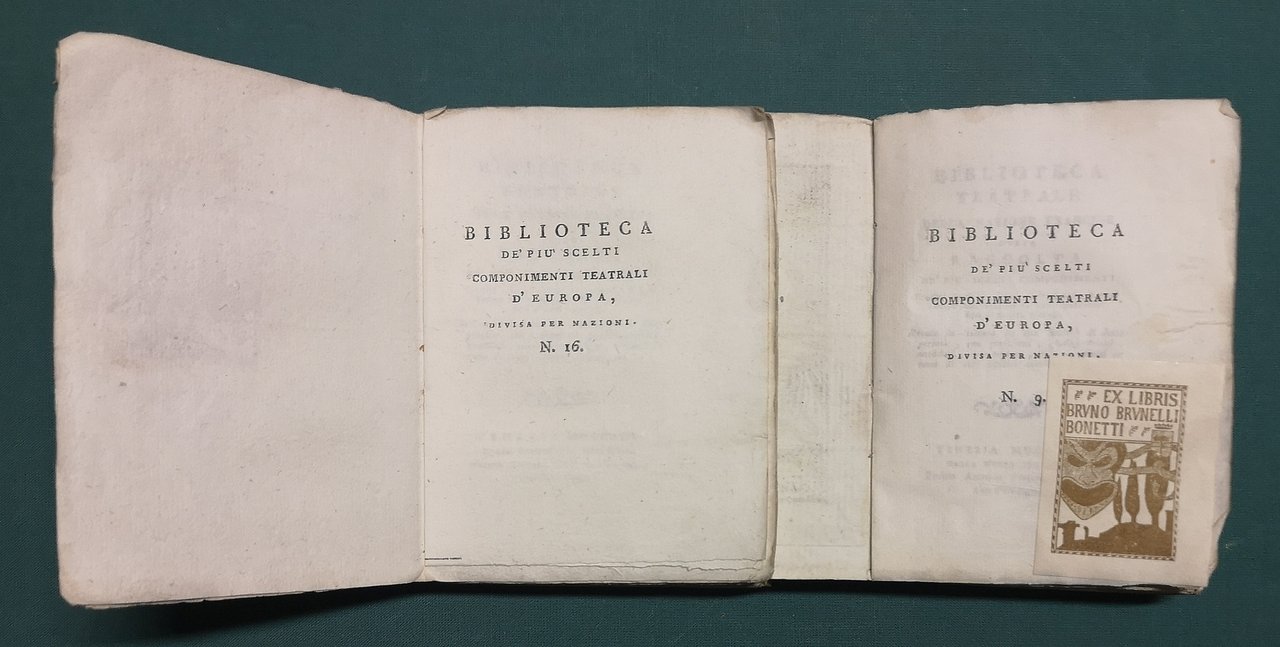 BIBLIOTECA
DE' PIU' SCELTI
COMPONIMENTI TEATRALI
D' EUROPA,
DIVISA PER NAZIONI.
N. 16.
BIBLIOTECA
DE' PIU' SCELTI
COMPONIMENTI TEATRALI
D' EUROPA,
DIVISA PER NAZIONI.
N. 9.
EX LIBRIS
BRVNO BRVNELLI
BONETTI